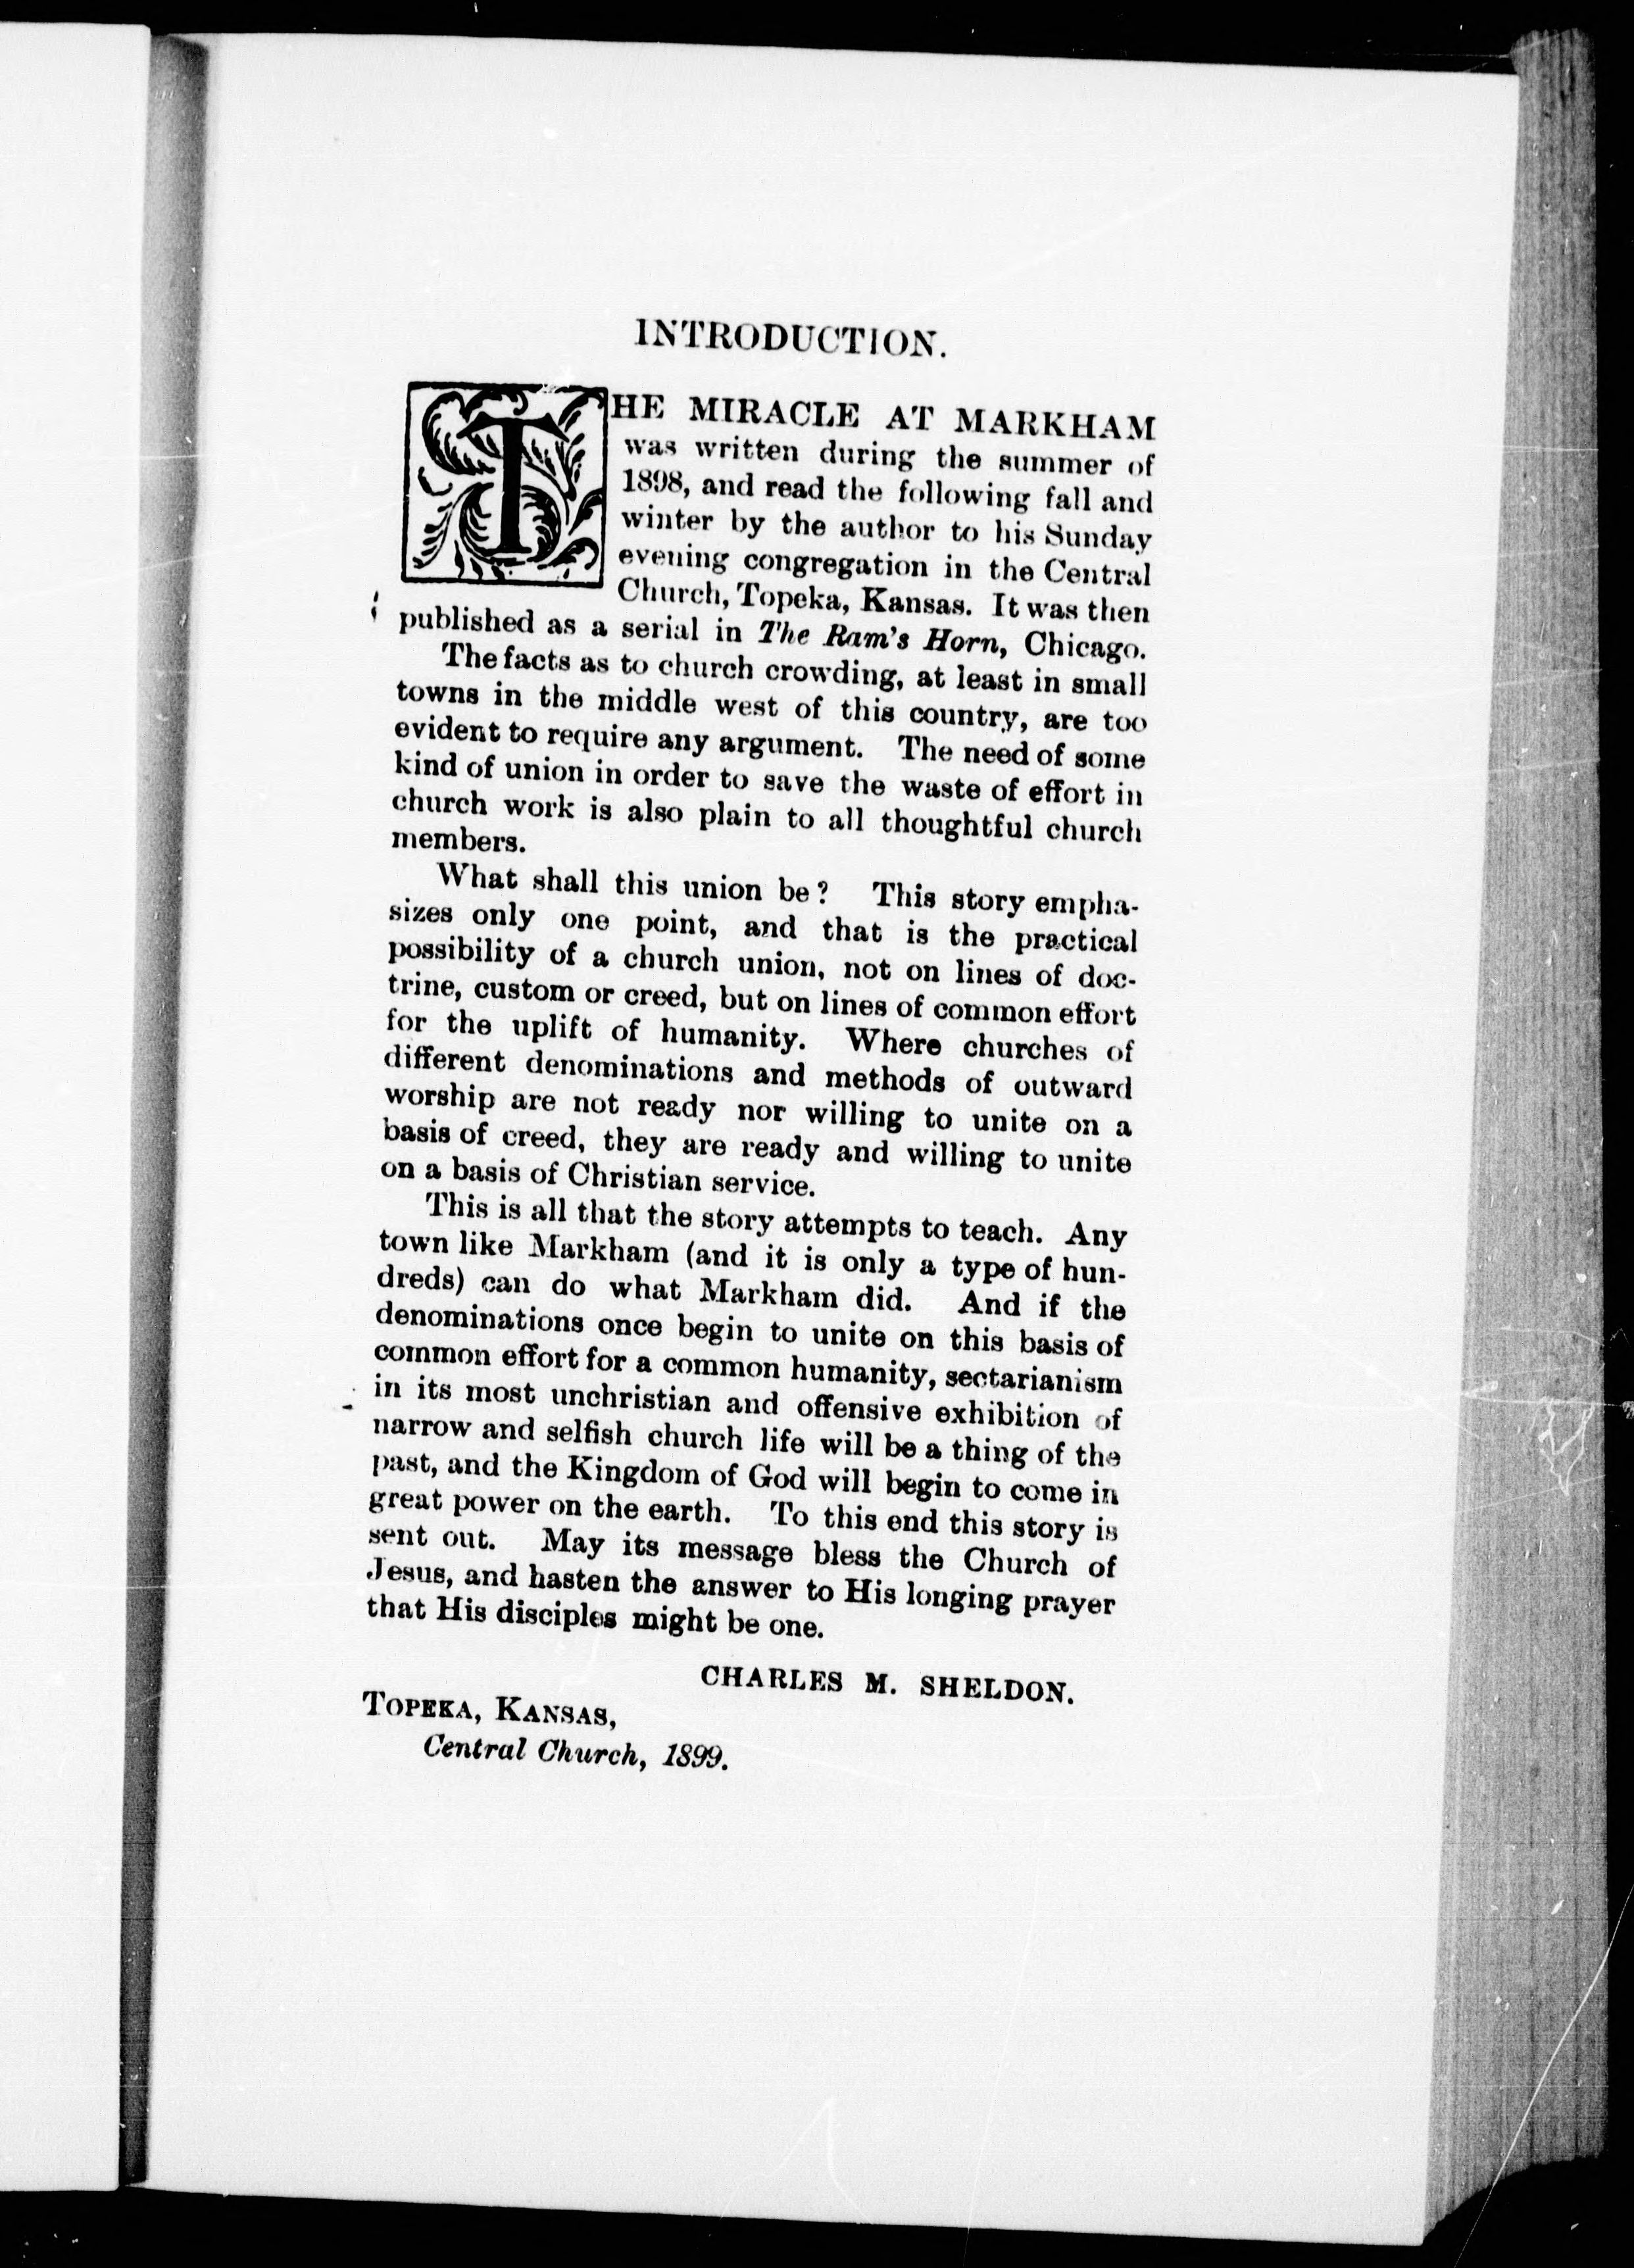 INTRODUCTION.
THE MIRACLE AT MARKHAM
was written during the summer of
1898, and read the following fall and
winter by the author to his Sunday
evening congregation in the Central
Church, Topeka, Kansas. It was then
published as a serial in The Ram's Horn, Chicago.
The facts as to church crowding, at least in small
towns in the middle west of this country, are too
evident to require any argument. The need of some
kind of union in order to save the waste of effort in
church work is also plain to all thoughtful church
members.
What shall this union be? This story empha-
sizes only one point, and that is the practical
possibility of a church union, not on lines of doc-
trine, custom or creed, but on lines of common effort
for the uplift of humanity. Where churches of
different denominations and methods of outward
worship are not ready nor willing to unite on a
basis of creed, they are ready and willing to unite
on a basis of Christian service.
This is all that the story attempts to teach. Any
town like Markham (and it is only a type of hun-
dreds) can do what Markham did. And if the
denominations once begin to unite on this basis of
common effort for a common humanity, sectarianism
in its most unchristian and offensive exhibition of
narrow and selfish church life will be a thing of the
past, and the Kingdom of God will begin to come in
great power on the earth. To this end this story is
sent out. May its message bless the Church of
Jesus, and hasten the answer to His longing prayer
that His disciples might be one.
CHARLES M. SHELDON.
TOPEKA, KANSAS,
Central Church, 1899.